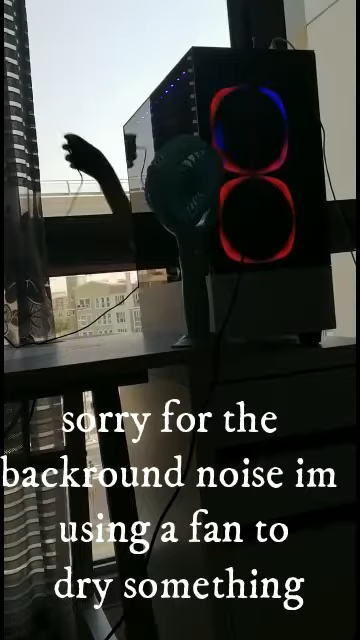 sorry for the
backround noise im
using a fan to
dry something